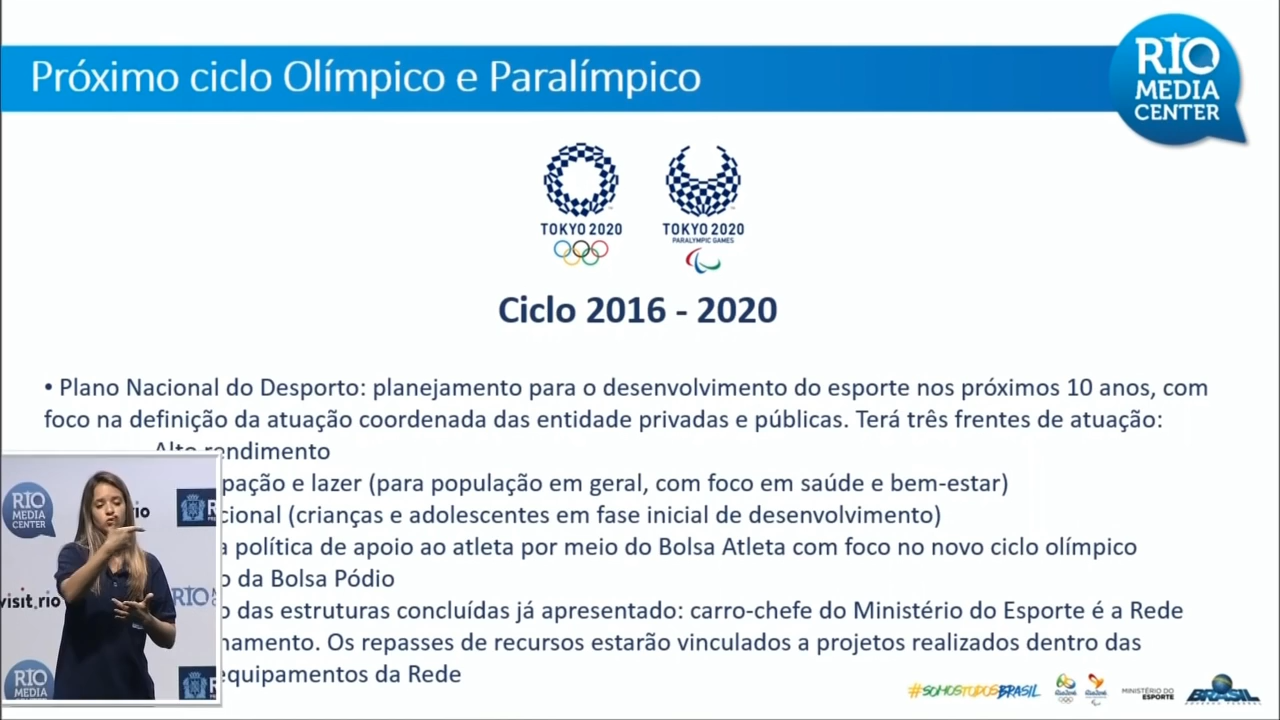 Próximo ciclo Olímpico e Paralímpico
RIO
MEDIA
CENTER
TOKYO 2020
TOKYO 2020
PARALYMPIC GAMES
Ciclo 2016 - 2020
• Plano Nacional do Desporto: planejamento para o desenvolvimento do esporte nos próximos 10 anos, com
foco na definição da atuação coordenada das entidade privadas e públicas. Terá três frentes de atuação:
Alto rendimento
pação e lazer (para população em geral, com foco em saúde e bem-estar)
cional (crianças e adolescentes em fase inicial de desenvolvimento)
a política de apoio ao atleta por meio do Bolsa Atleta com foco no novo ciclo olímpico
o da Bolsa Pódio
o das estruturas concluídas já apresentado: carro-chefe do Ministério do Esporte é a Rede
namento. Os repasses de recursos estarão vinculados a projetos realizados dentro das
equipamentos da Rede
RIO
MEDIA
CENTER
rio
visit.rio
RIO
RIO
MEDIA
CENTER
#SOMOSTODOSBRASIL
MINISTÉRIO DO
ESPORTE
BRASIL
GOVERNO FEDERAL